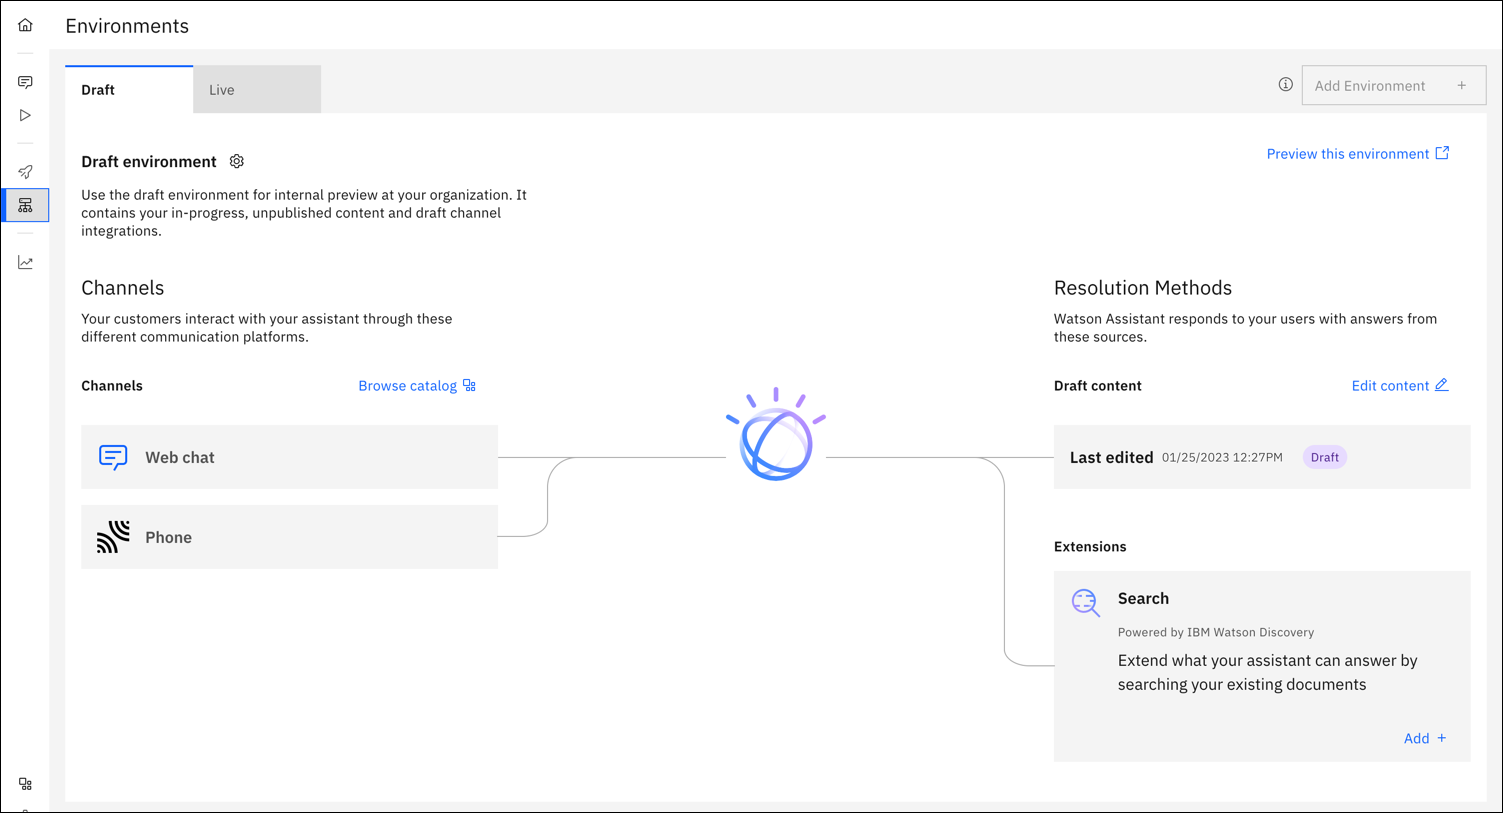 Environments
Draft
Live
Add Environment +
Draft environment
Preview this environment
Use the draft environment for internal preview at your organization. It
contains your in-progress, unpublished content and draft channel
integrations.
Channels
Your customers interact with your assistant through these
different communication platforms.
Channels
Browse catalog
Web chat
Phone
Resolution Methods
Watson Assistant responds to your users with answers from
these sources.
Draft content
Edit content
Last edited 01/25/2023 12:27PM Draft
Extensions
Search
Powered by IBM Watson Discovery
Extend what your assistant can answer by
searching your existing documents
Add +